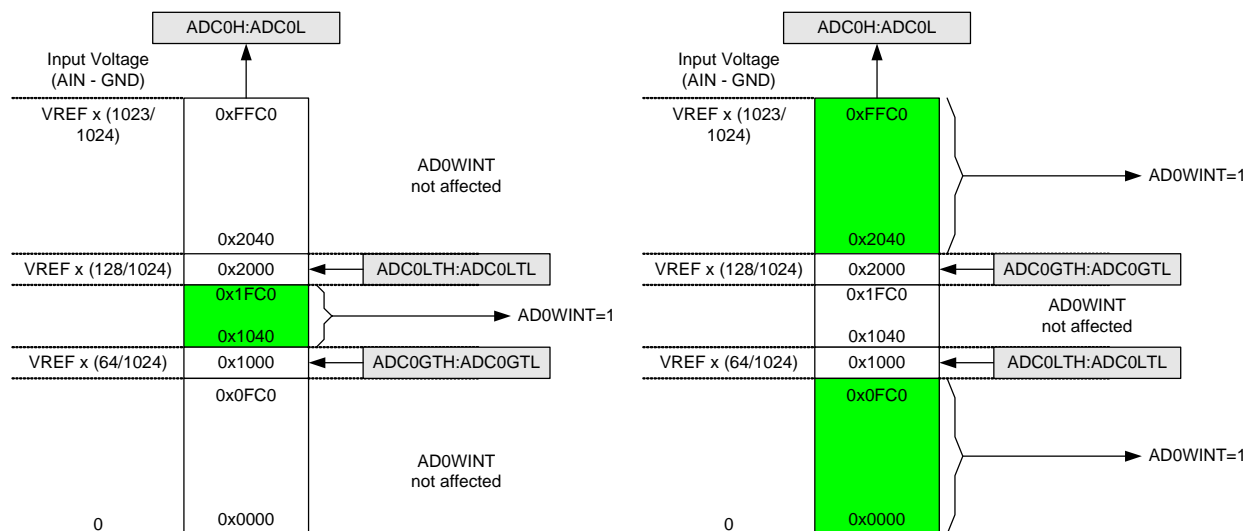 ADC0H:ADC0L
Input Voltage
(AIN - GND)
VREF x (1023/
1024)
0xFFC0
AD0WINT
not affected
0x2040
VREF x (128/1024)
0x2000
ADC0LTH:ADC0LTL
0x1FC0
AD0WINT=1
0x1040
VREF x (64/1024)
0x1000
ADC0GTH:ADC0GTL
0x0FC0
AD0WINT
not affected
0
0x0000
ADC0H:ADC0L
Input Voltage
(AIN - GND)
VREF x (1023/
1024)
0xFFC0
AD0WINT=1
0x2040
VREF x (128/1024)
0x2000
ADC0GTH:ADC0GTL
0x1FC0
AD0WINT
not affected
0x1040
VREF x (64/1024)
0x1000
ADC0LTH:ADC0LTL
0x0FC0
AD0WINT=1
0
0x0000